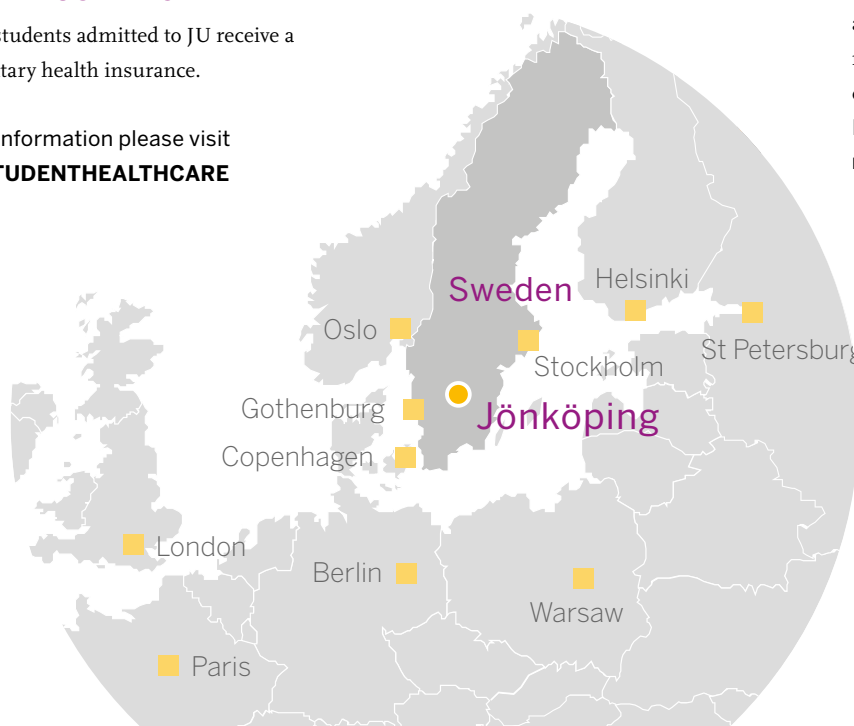 students admitted to JU receive a
tary health insurance.
nformation please visit
TUDENTHEALTHCARE
Sweden
Helsinki
Oslo
Stockholm
St Petersburg
Gothenburg
Jönköping
Copenhagen
London
Berlin
Warsaw
Paris